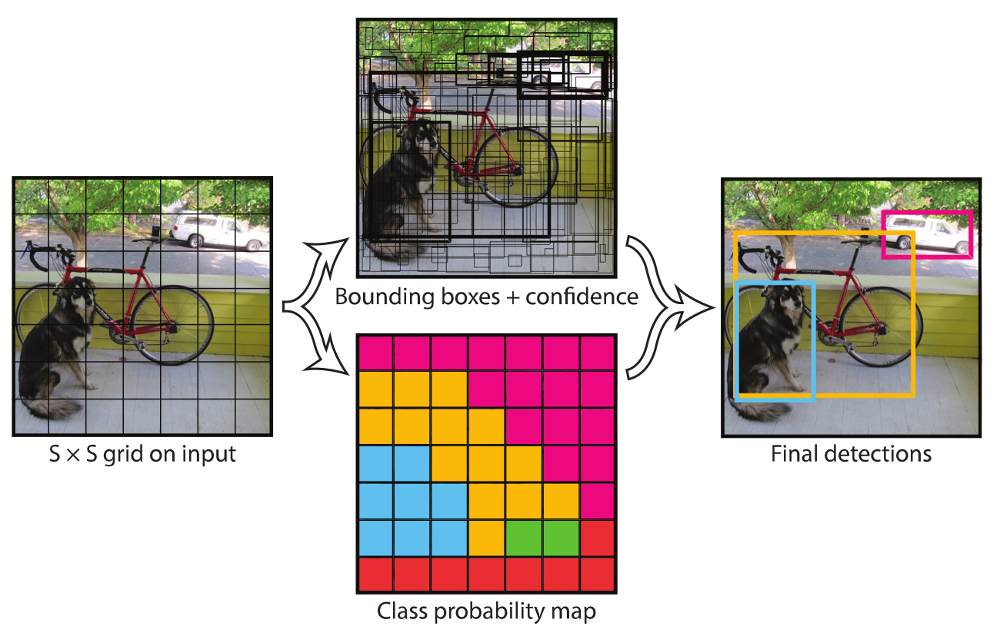 Bounding boxes + confidence
S × S grid on input
Final detections
Class probability map